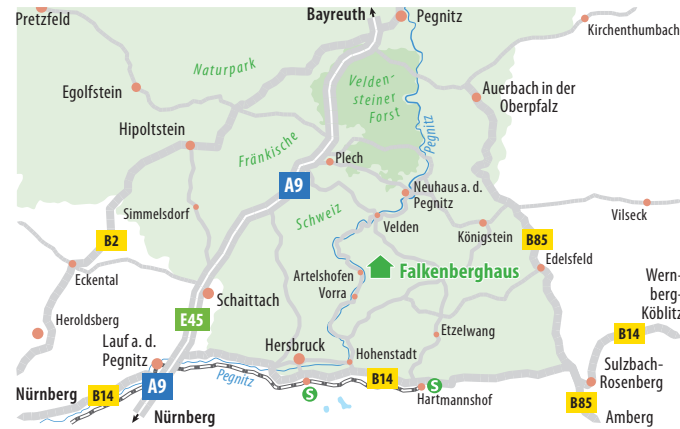 Bayreuth
Pegnitz
Pretzfeld
Kirchenthumbach
Naturpark
Egloffstein
Velden-
steiner
Forst
Auerbach in der
Oberpfalz
Hipoltstein
Pegnitz
Fränkische
Plech
A9
Neuhaus a. d.
Pegnitz
Simmelsdorf
Schweiz
Velden
Vilseck
B2
Königstein
B85
Eckental
Artelshofen
Falkenberghaus
Edelsfeld
Vorra
Wern-
berg-
Köblitz
Schaittach
Heroldsberg
E45
Etzelwang
B14
Lauf a. d.
Pegnitz
Hersbruck
Hohenstadt
Sulzbach-
Rosenberg
Nürnberg
B14
A9
Pegnitz
S
B14
S
Hartmannshof
B85
Amberg
Nürnberg